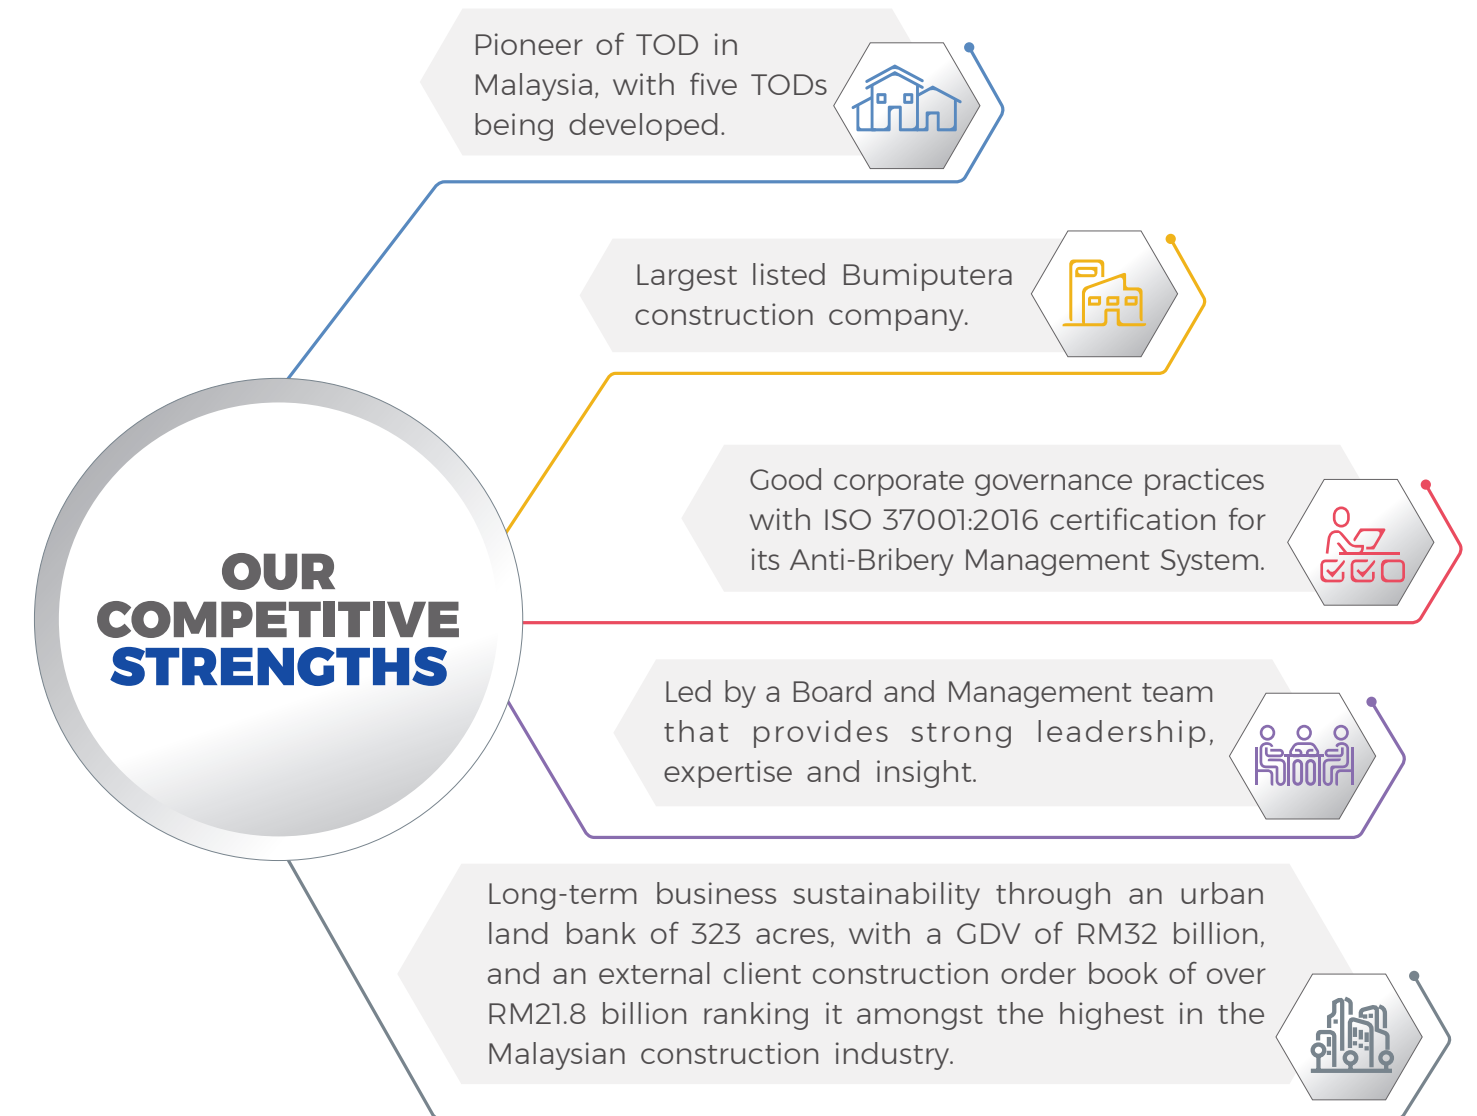 Pioneer of TOD in
Malaysia, with five TODs
being developed.
Largest listed Bumiputera
construction company.
Good corporate governance practices
with ISO 37001:2016 certification for
its Anti-Bribery Management System.
OUR
COMPETITIVE
STRENGTHS
Led by a Board and Management team
that provides strong leadership,
expertise and insight.
Long-term business sustainability through an urban
land bank of 323 acres, with a GDV of RM32 billion,
and an external client construction order book of over
RM21.8 billion ranking it amongst the highest in the
Malaysian construction industry.